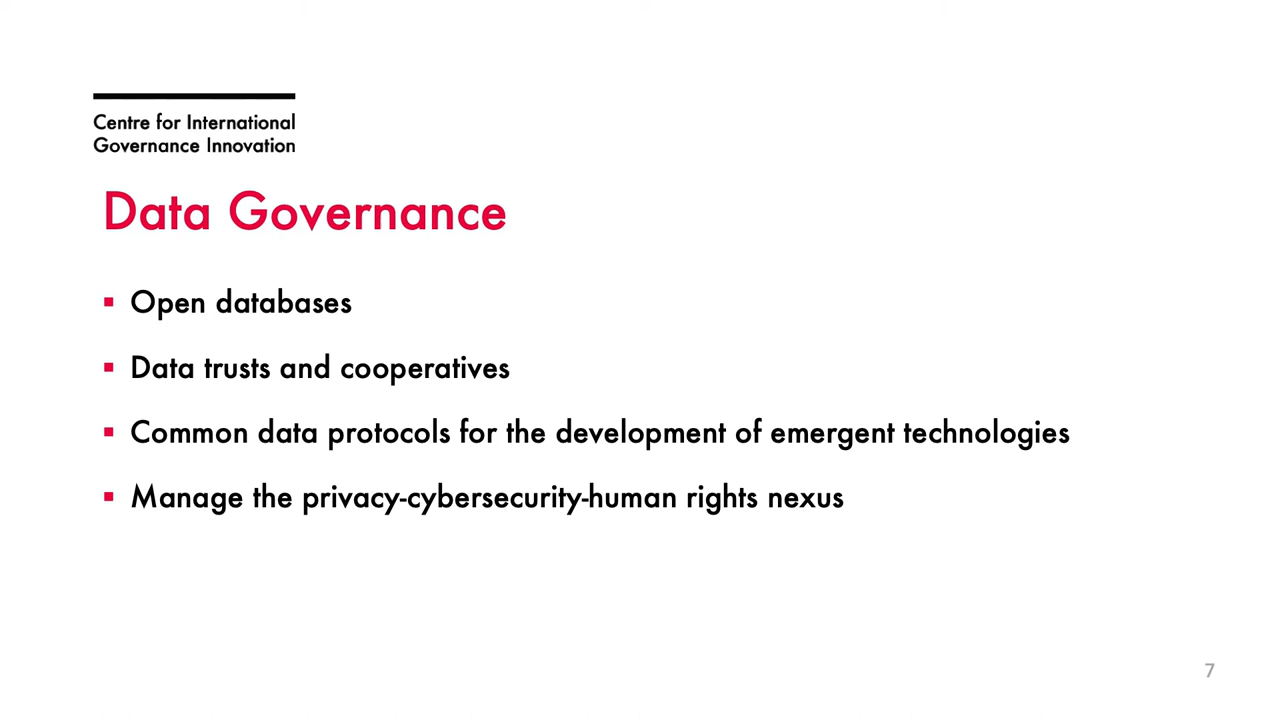 Centre for International
Governance Innovation
Data Governance
▪ Open databases
▪ Data trusts and cooperatives
▪ Common data protocols for the development of emergent technologies
▪ Manage the privacy-cybersecurity-human rights nexus
7